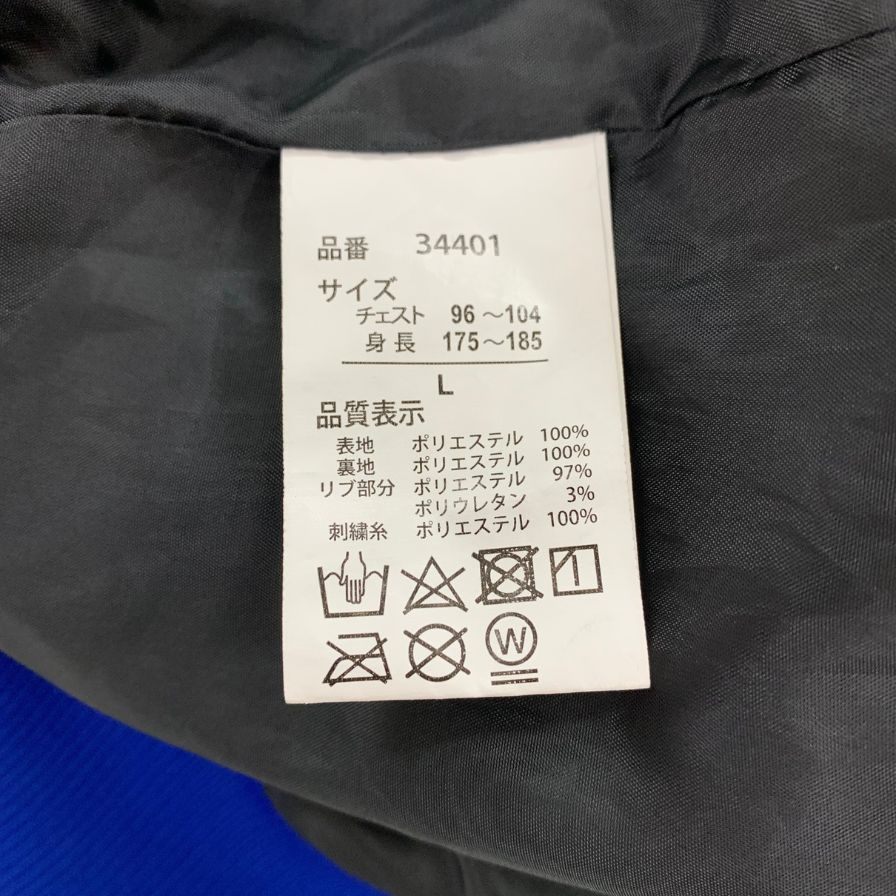 品番 34401
サイズ
チェスト 96～104
身長 175～185
L
品質表示
表地 ポリエステル 100%
裏地 ポリエステル 100%
リブ部分 ポリエステル 97%
ポリウレタン 3%
刺繍糸 ポリエステル 100%
W